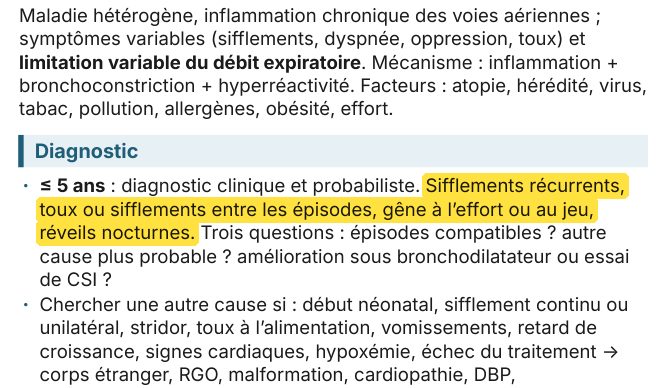 Maladie hétérogène, inflammation chronique des voies aériennes ;
symptômes variables (sifflements, dyspnée, oppression, toux) et
limitation variable du débit expiratoire. Mécanisme : inflammation +
bronchoconstriction + hyperréactivité. Facteurs : atopie, hérédité, virus,
tabac, pollution, allergènes, obésité, effort.
Diagnostic
• ≤ 5 ans : diagnostic clinique et probabiliste. Sifflements récurrents,
toux ou sifflements entre les épisodes, gêne à l’effort ou au jeu,
réveils nocturnes. Trois questions : épisodes compatibles ? autre
cause plus probable ? amélioration sous bronchodilatateur ou essai
de CSI ?
• Chercher une autre cause si : début néonatal, sifflement continu ou
unilatéral, stridor, toux à l’alimentation, vomissements, retard de
croissance, signes cardiaques, hypoxémie, échec du traitement →
corps étranger, RGO, malformation, cardiopathie, DBP,